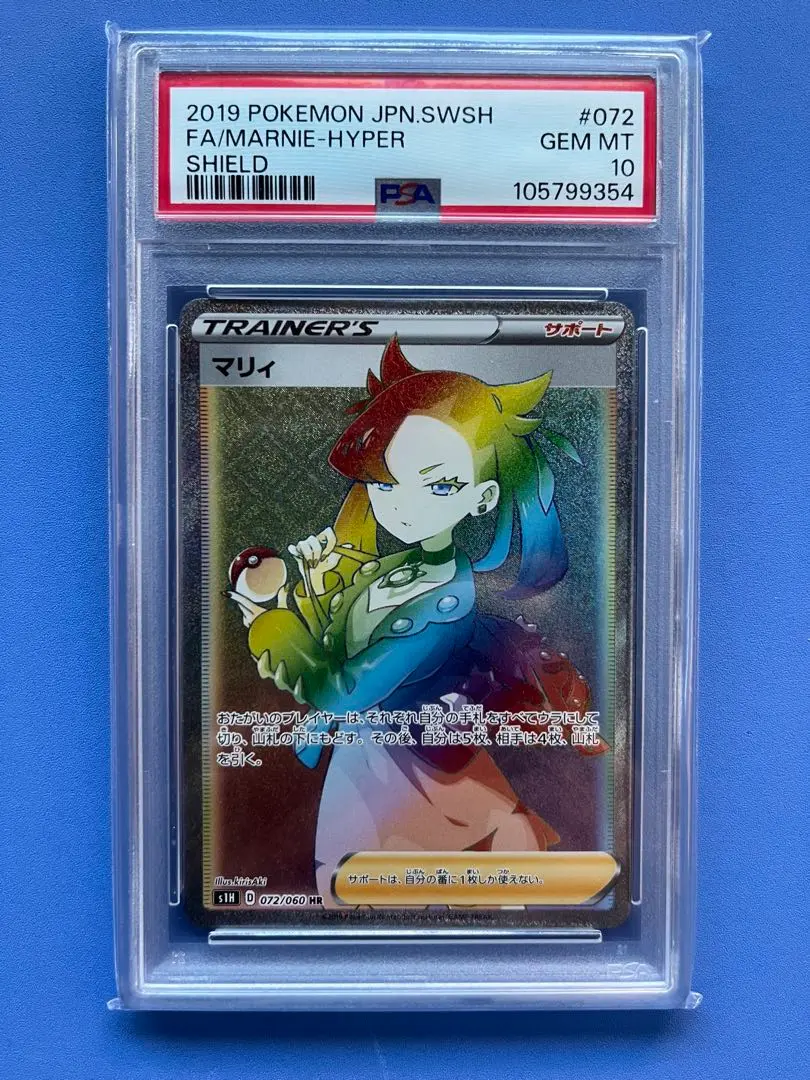 2019 POKEMON JPN.SWSH #072
FA/MARNIE-HYPER GEM MT
SHIELD 10
PSA 105799354
TRAINER'S サポート
マリィ
おたがいのプレイヤーは、それぞれ自分の手札をすべてウラにして
切り、山札の下にもどす。その後、自分は5枚、相手は4枚、山札
を引く。
サポートは、自分の番に1枚しか使えない。
Illus.kirisAki
s1H D 072/060 HR
PSA